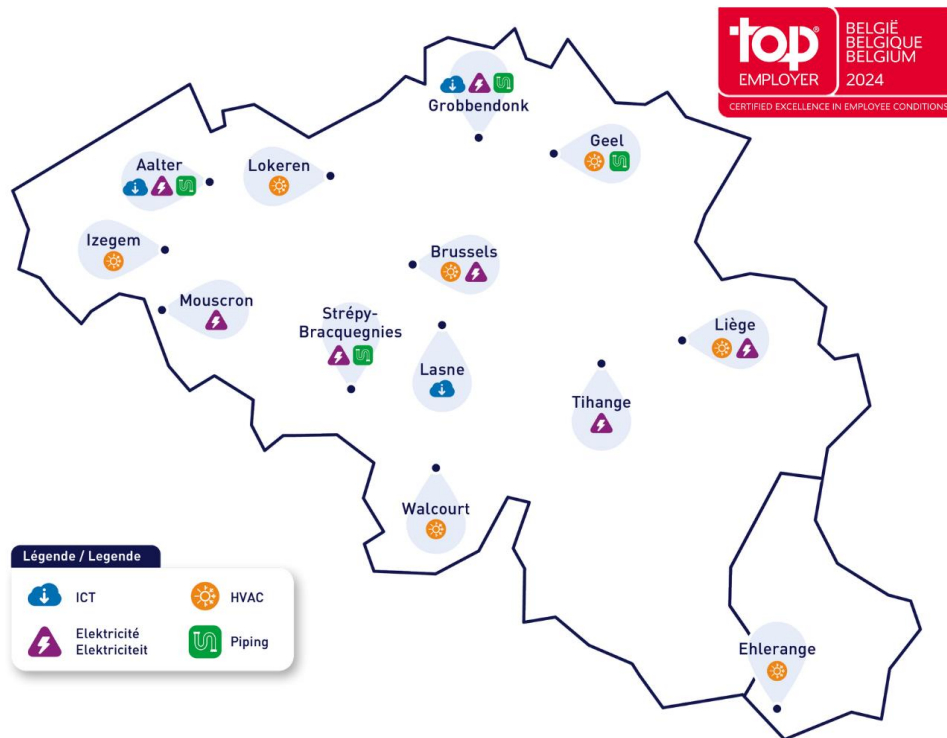 top®
EMPLOYER
BELGIË
BELGIQUE
BELGIUM
2024
CERTIFIED EXCELLENCE IN EMPLOYEE CONDITIONS
Grobbendonk
Geel
Aalter
Lokeren
Izegem
Brussels
Mouscron
Strépy-
Bracquegnies
Liège
Lasne
Tihange
Walcourt
Légende / Legende
ICT
HVAC
Elektricité
Elektriciteit
Piping
Ehlerange